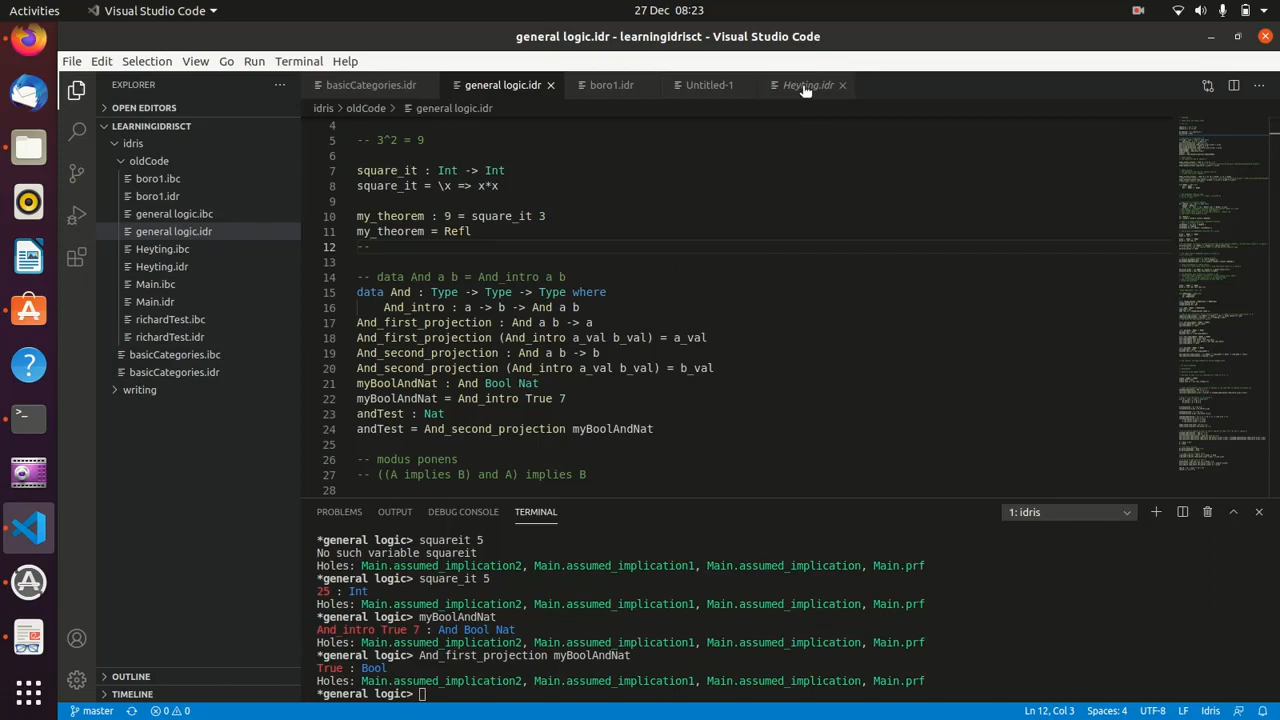 Activities
Visual Studio Code
27 Dec 08:23
general logic.idr - learningidrisct - Visual Studio Code
File Edit Selection View Go Run Terminal Help
EXPLORER
OPEN EDITORS
LEARNINGIDRISCT
idris
oldCode
boro1.ibc
boro1.idr
general logic.ibc
general logic.idr
Heyting.ibc
Heyting.idr
Main.ibc
Main.idr
richardTest.ibc
richardTest.idr
basicCategories.ibc
basicCategories.idr
writing
OUTLINE
TIMELINE
basicCategories.idr general logic.idr boro1.idr Untitled-1 Heyting.idr
idris > oldCode > general logic.idr
4
5 -- 3^2 = 9
6
7 square_it : Int -> Int
8 square_it = \x => x*x
9
10 my_theorem : 9 = square_it 3
11 my_theorem = Refl
12 --
13
14 -- data And a b = And_intro a b
15 data And : Type -> Type -> Type where
16 And_intro : a -> b -> And a b
17 And_first_projection : And a b -> a
18 And_first_projection (And_intro a_val b_val) = a_val
19 And_second_projection : And a b -> b
20 And_second_projection (And_intro a_val b_val) = b_val
21 myBoolAndNat : And Bool Nat
22 myBoolAndNat = And_intro True 7
23 andTest : Nat
24 andTest = And_second_projection myBoolAndNat
25
26 -- modus ponens
27 -- ((A implies B) and A) implies B
28
PROBLEMS OUTPUT DEBUG CONSOLE TERMINAL
1: idris
*general logic> squareit 5
No such variable squareit
Holes: Main.assumed_implication2, Main.assumed_implication1, Main.assumed_implication, Main.prf
*general logic> square_it 5
25 : Int
Holes: Main.assumed_implication2, Main.assumed_implication1, Main.assumed_implication, Main.prf
*general logic> myBoolAndNat
And_intro True 7 : And Bool Nat
Holes: Main.assumed_implication2, Main.assumed_implication1, Main.assumed_implication, Main.prf
*general logic> And_first_projection myBoolAndNat
True : Bool
Holes: Main.assumed_implication2, Main.assumed_implication1, Main.assumed_implication, Main.prf
*general logic>
master 0 0 Ln 12, Col 3 Spaces: 4 UTF-8 LF Idris